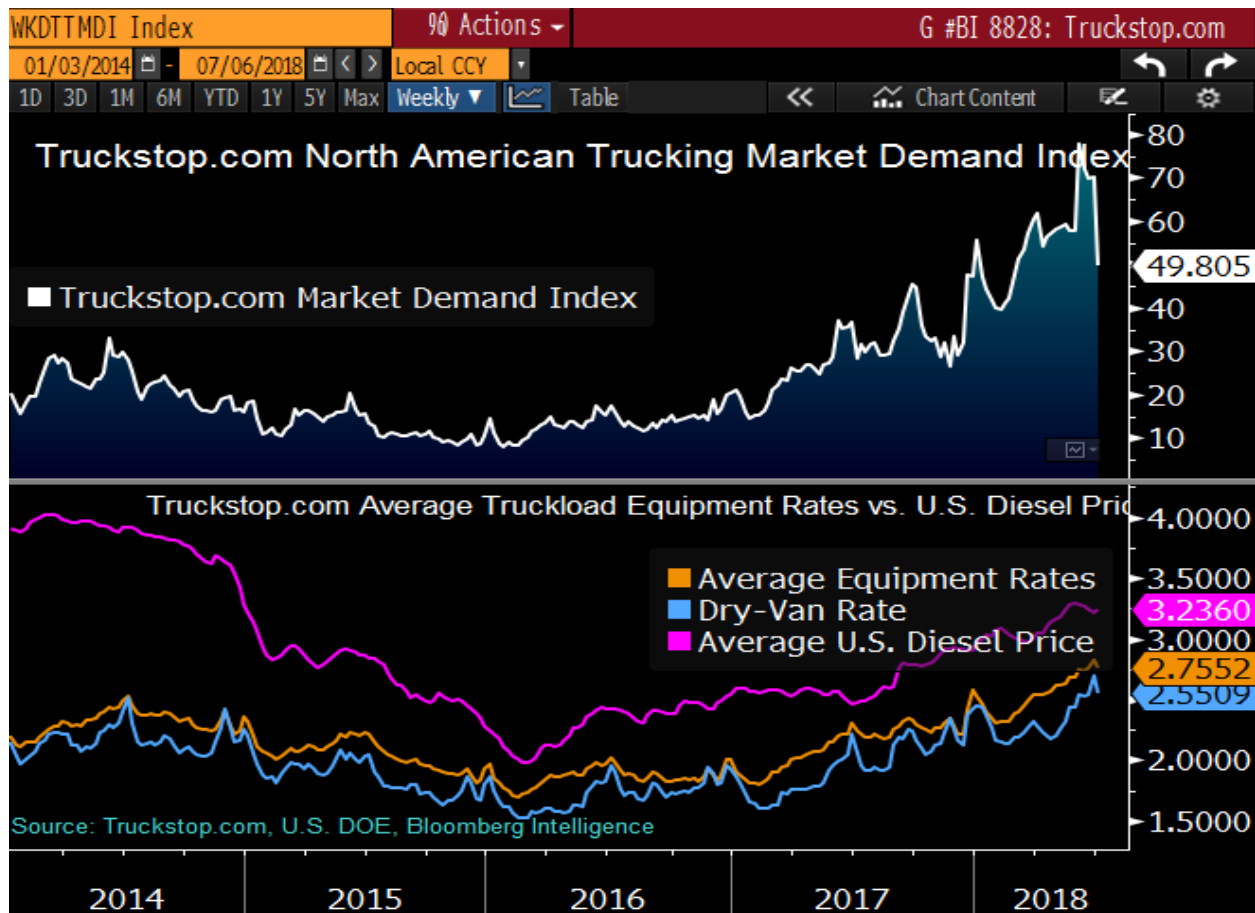 WKDTTMDI Index 90 Actions G #BI 8828: Truckstop.com
01/03/2014 - 07/06/2018 Local CCY
1D 3D 1M 6M YTD 1Y 5Y Max Weekly ▼ Table << Chart Content
Truckstop.com North American Trucking Market Demand Index
80
70
60
49.805
Truckstop.com Market Demand Index
40
30
20
10
Truckstop.com Average Truckload Equipment Rates vs. U.S. Diesel Pric
4.0000
Average Equipment Rates
3.5000
Dry-Van Rate
3.2360
Average U.S. Diesel Price
3.0000
2.7552
2.5509
2.0000
1.5000
Source: Truckstop.com, U.S. DOE, Bloomberg Intelligence
2014 2015 2016 2017 2018